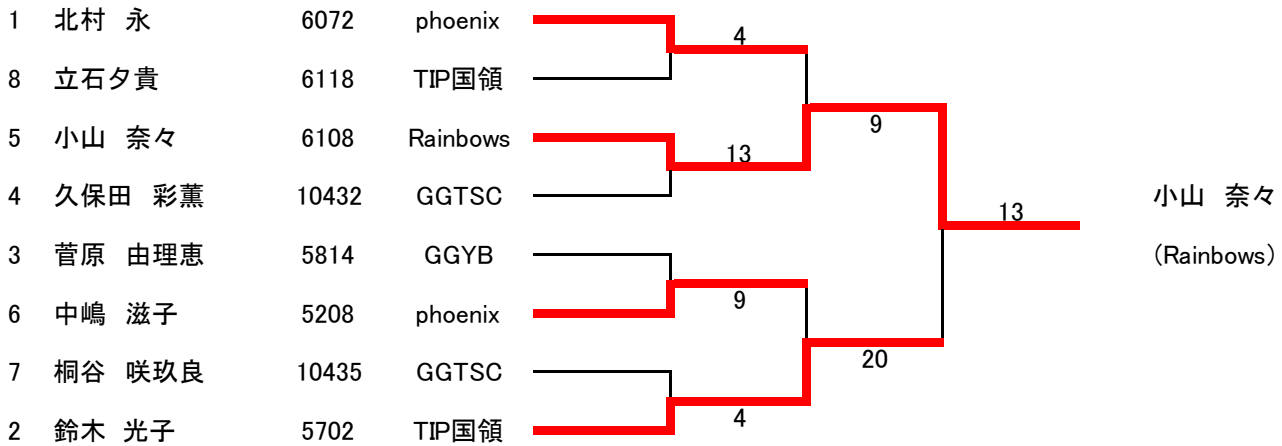 1 北村 永 6072 phoenix
4
8 立石夕貴 6118 TIP国領
5 小山 奈々 6108 Rainbows
9
13
4 久保田 彩薫 10432 GGTSC
小山 奈々
13
3 菅原 由理恵 5814 GGYB
(Rainbows)
6 中嶋 滋子 5208 phoenix
9
7 桐谷 咲玖良 10435 GGTSC
20
4
2 鈴木 光子 5702 TIP国領